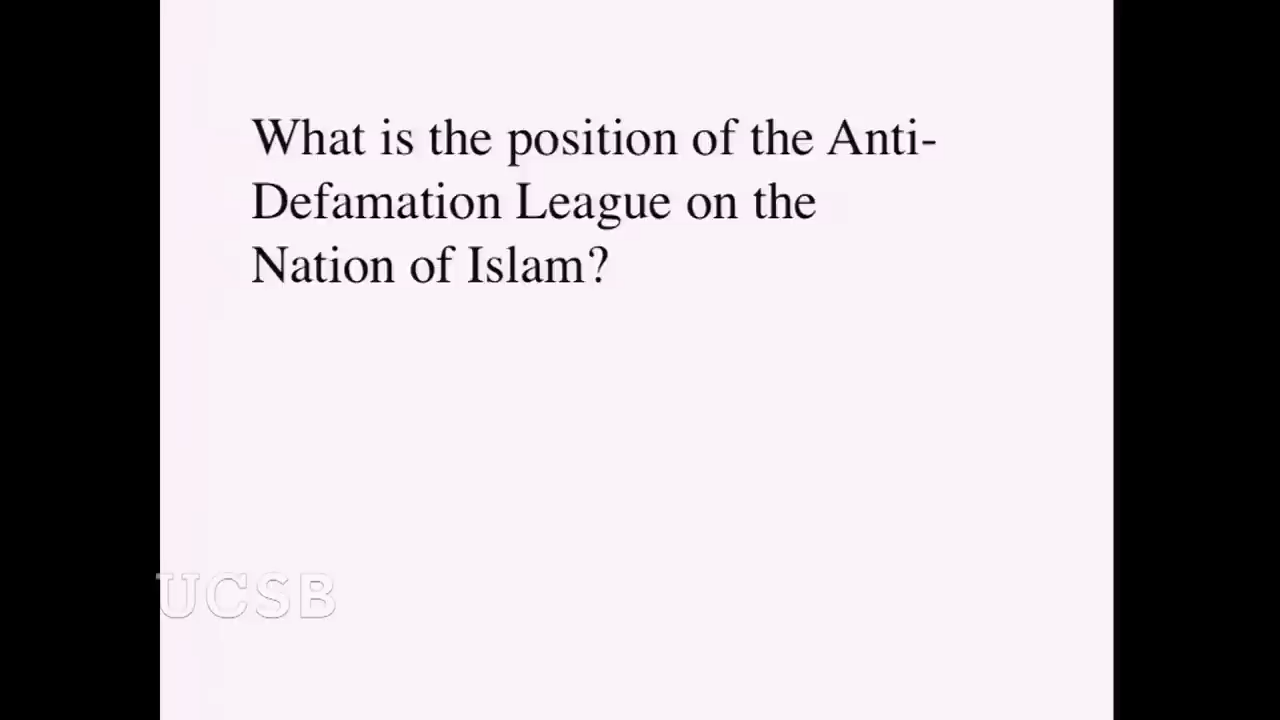 What is the position of the Anti-
Defamation League on the
Nation of Islam?
UCSB